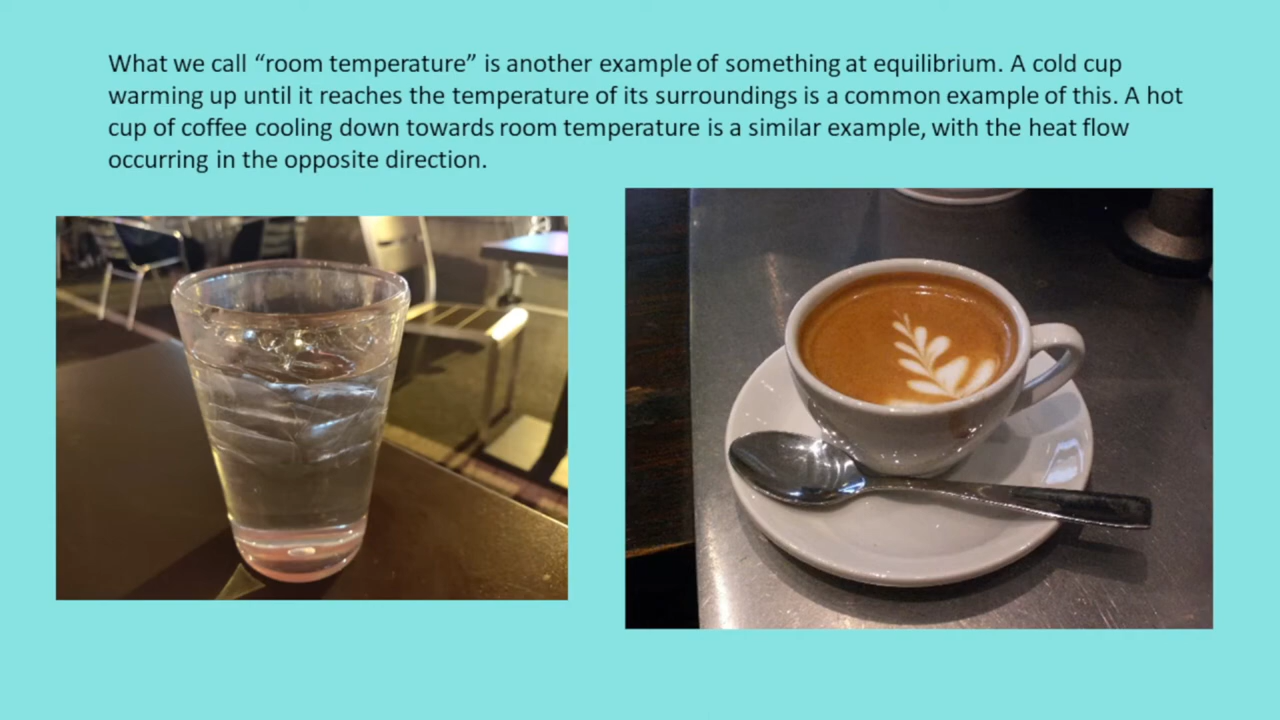 What we call “room temperature” is another example of something at equilibrium. A cold cup
warming up until it reaches the temperature of its surroundings is a common example of this. A hot
cup of coffee cooling down towards room temperature is a similar example, with the heat flow
occurring in the opposite direction.